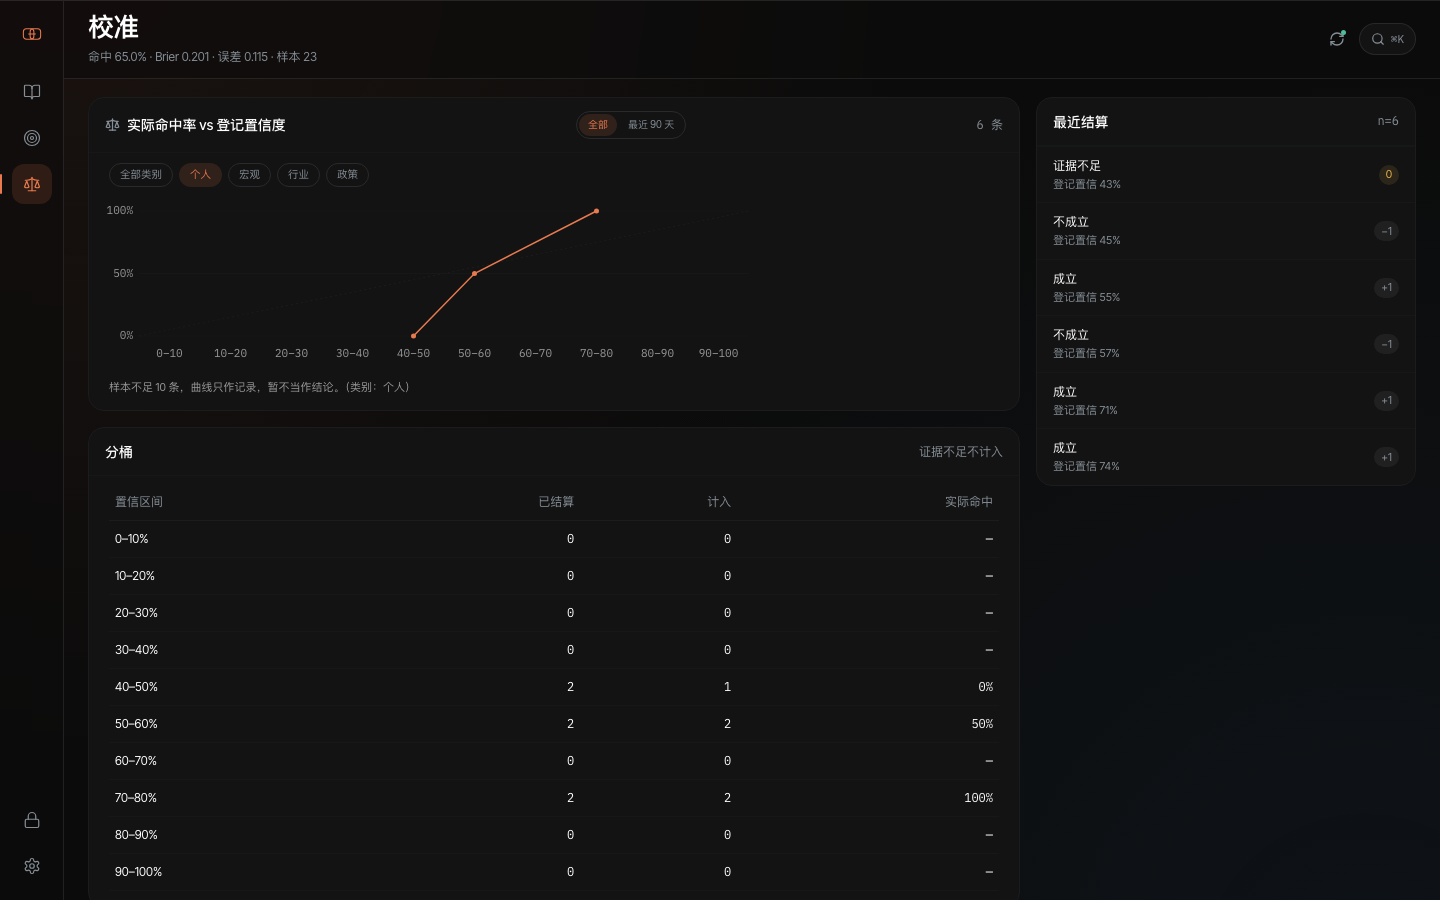 校准
命中 65.0% · Brier 0.201 · 误差 0.115 · 样本 23
⌘K
实际命中率 vs 登记置信度
全部 最近 90 天
6 条
全部类别 个人 宏观 行业 政策
100%
50%
0%
0–10 10–20 20–30 30–40 40–50 50–60 60–70 70–80 80–90 90–100
样本不足 10 条，曲线只作记录，暂不当作结论。(类别：个人)
分桶 证据不足不计入
置信区间 已结算 计入 实际命中
0–10% 0 0 —
10–20% 0 0 —
20–30% 0 0 —
30–40% 0 0 —
40–50% 2 1 0%
50–60% 2 2 50%
60–70% 0 0 —
70–80% 2 2 100%
80–90% 0 0 —
90–100% 0 0 —
最近结算 n=6
证据不足
登记置信 43%
0
不成立
登记置信 45%
−1
成立
登记置信 55%
+1
不成立
登记置信 57%
−1
成立
登记置信 71%
+1
成立
登记置信 74%
+1